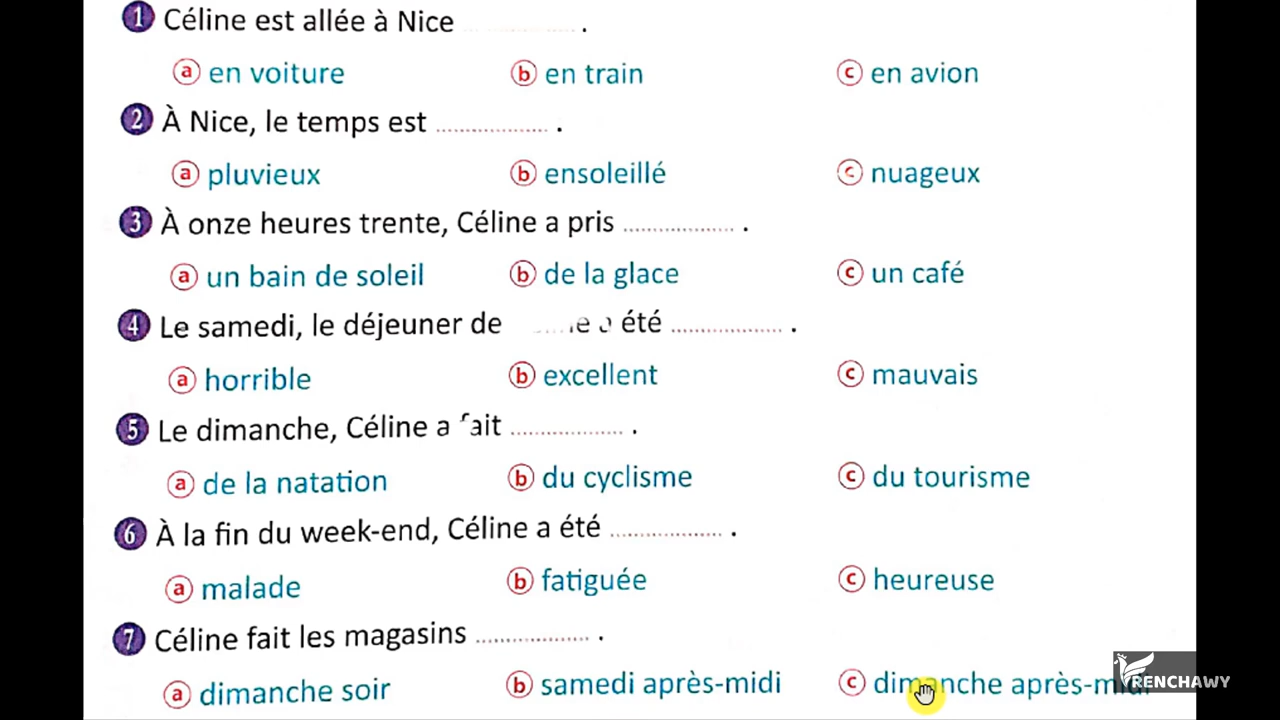 1 Céline est allée à Nice .......... .
a en voiture b en train c en avion
2 À Nice, le temps est .................. .
a pluvieux b ensoleillé c nuageux
3 À onze heures trente, Céline a pris .................. .
a un bain de soleil b de la glace c un café
4 Le samedi, le déjeuner de été .................. .
a horrible b excellent c mauvais
5 Le dimanche, Céline a fait .................. .
a de la natation b du cyclisme c du tourisme
6 À la fin du week-end, Céline a été .................. .
a malade b fatiguée c heureuse
7 Céline fait les magasins .................. .
a dimanche soir b samedi après-midi c dimanche après-midi
RENCHAWY